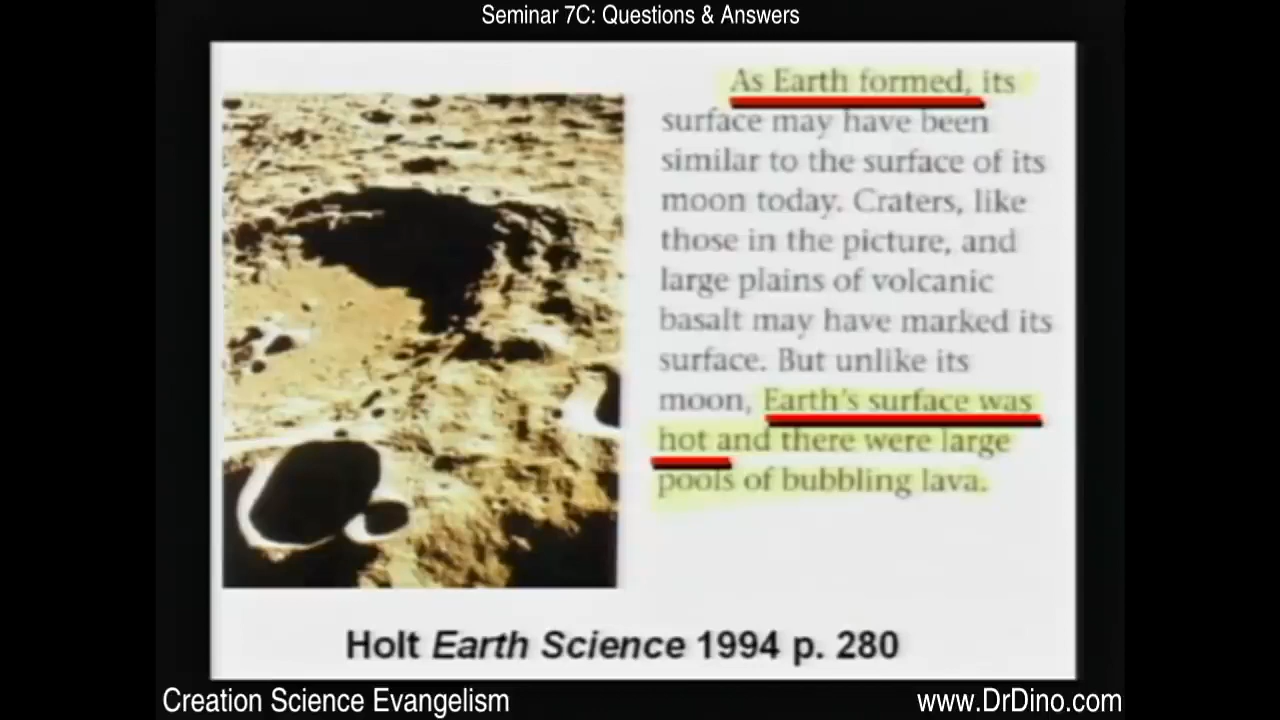 Seminar 7C: Questions & Answers
As Earth formed, its
surface may have been
similar to the surface of its
moon today. Craters, like
those in the picture, and
large plains of volcanic
basalt may have marked its
surface. But unlike its
moon, Earth's surface was
hot and there were large
pools of bubbling lava.
Holt Earth Science 1994 p. 280
Creation Science Evangelism
www.DrDino.com